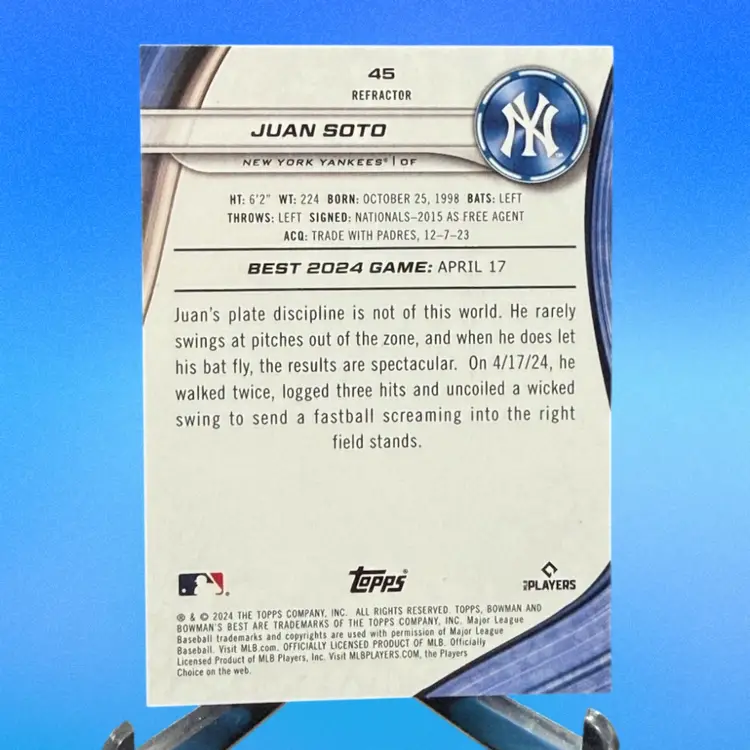 45
REFRACTOR
JUAN SOTO
NY
NEW YORK YANKEES® | OF
HT: 6'2" WT: 224 BORN: OCTOBER 25, 1998 BATS: LEFT
THROWS: LEFT SIGNED: NATIONALS–2015 AS FREE AGENT
ACQ: TRADE WITH PADRES, 12–7–23
BEST 2024 GAME: APRIL 17
Juan's plate discipline is not of this world. He rarely
swings at pitches out of the zone, and when he does let
his bat fly, the results are spectacular. On 4/17/24, he
walked twice, logged three hits and uncoiled a wicked
swing to send a fastball screaming into the right
field stands.
Topps®
MLB PLAYERS
® & © 2024 THE TOPPS COMPANY, INC. ALL RIGHTS RESERVED. TOPPS, BOWMAN AND
BOWMAN'S BEST ARE TRADEMARKS OF THE TOPPS COMPANY, INC. Major League
Baseball trademarks and copyrights are used with permission of Major League
Baseball. Visit MLB.com. OFFICIALLY LICENSED PRODUCT OF MLB. Officially
Licensed Product of MLB Players, Inc. Visit MLBPLAYERS.COM, the Players
Choice on the web.